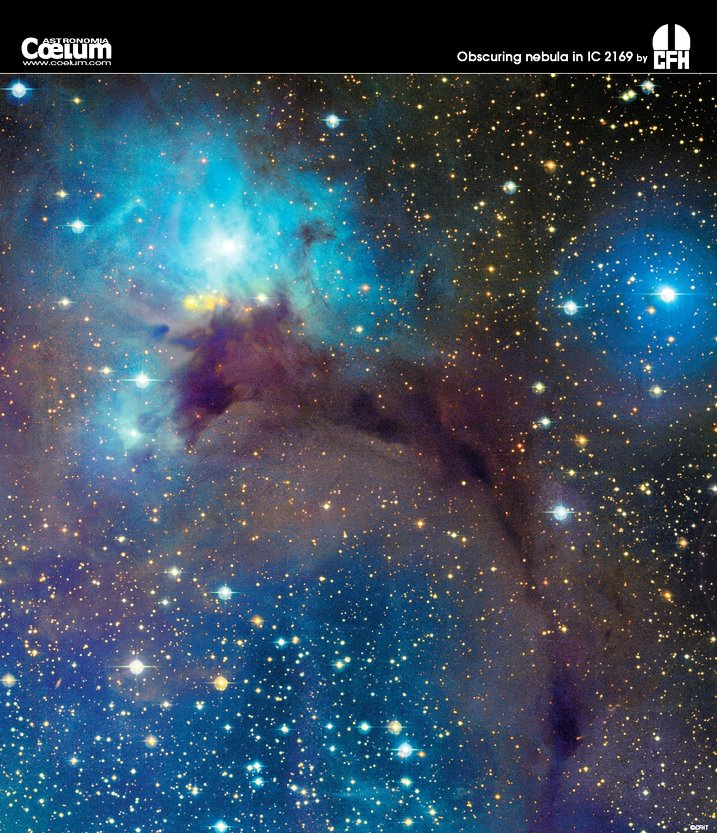 ASTRONOMIA
Cœlum
www.coelum.com
Obscuring nebula in IC 2169 by
CFH
©CFHT